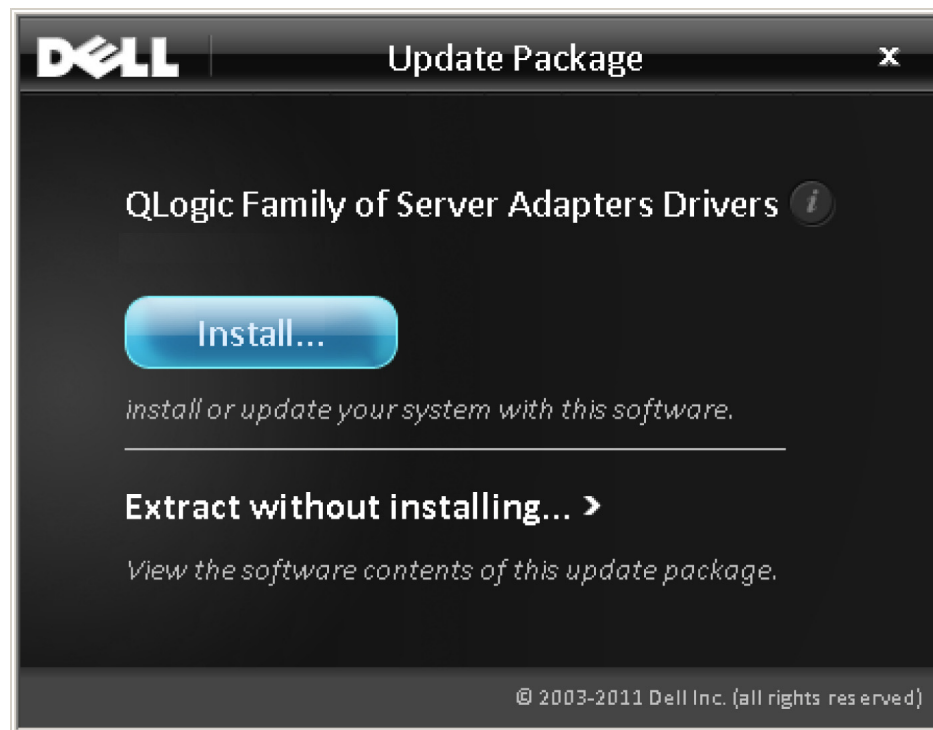 DELL
Update Package
x
QLogic Family of Server Adapters Drivers i
Install...
install or update your system with this software.
Extract without installing... >
View the software contents of this update package.
© 2003-2011 Dell Inc. (all rights reserved)